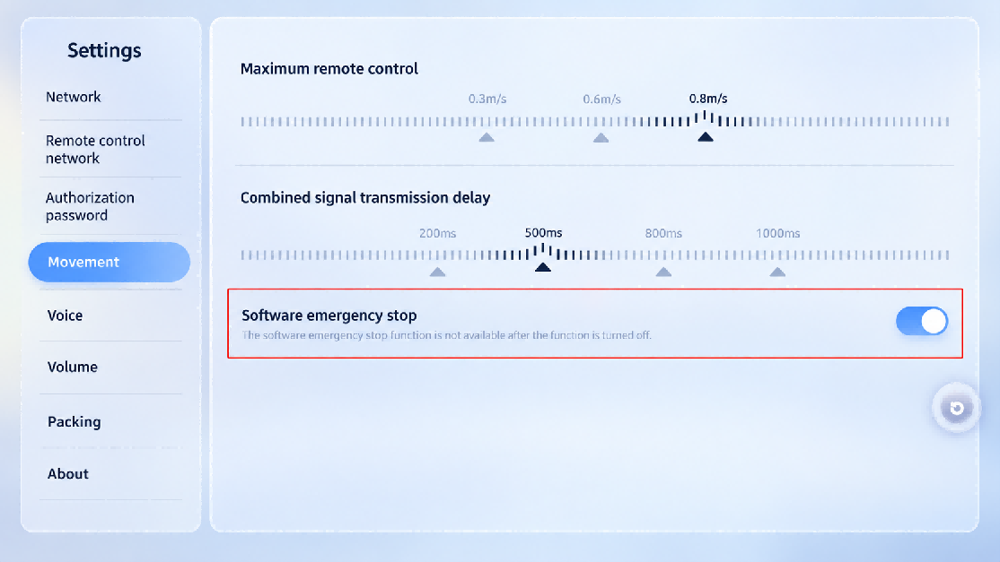 Settings
Network
Remote control
network
Authorization
password
Movement
Voice
Volume
Packing
About
Maximum remote control
0.3m/s
0.6m/s
0.8m/s
Combined signal transmission delay
200ms
500ms
800ms
1000ms
Software emergency stop
The software emergency stop function is not available after the function is turned off.